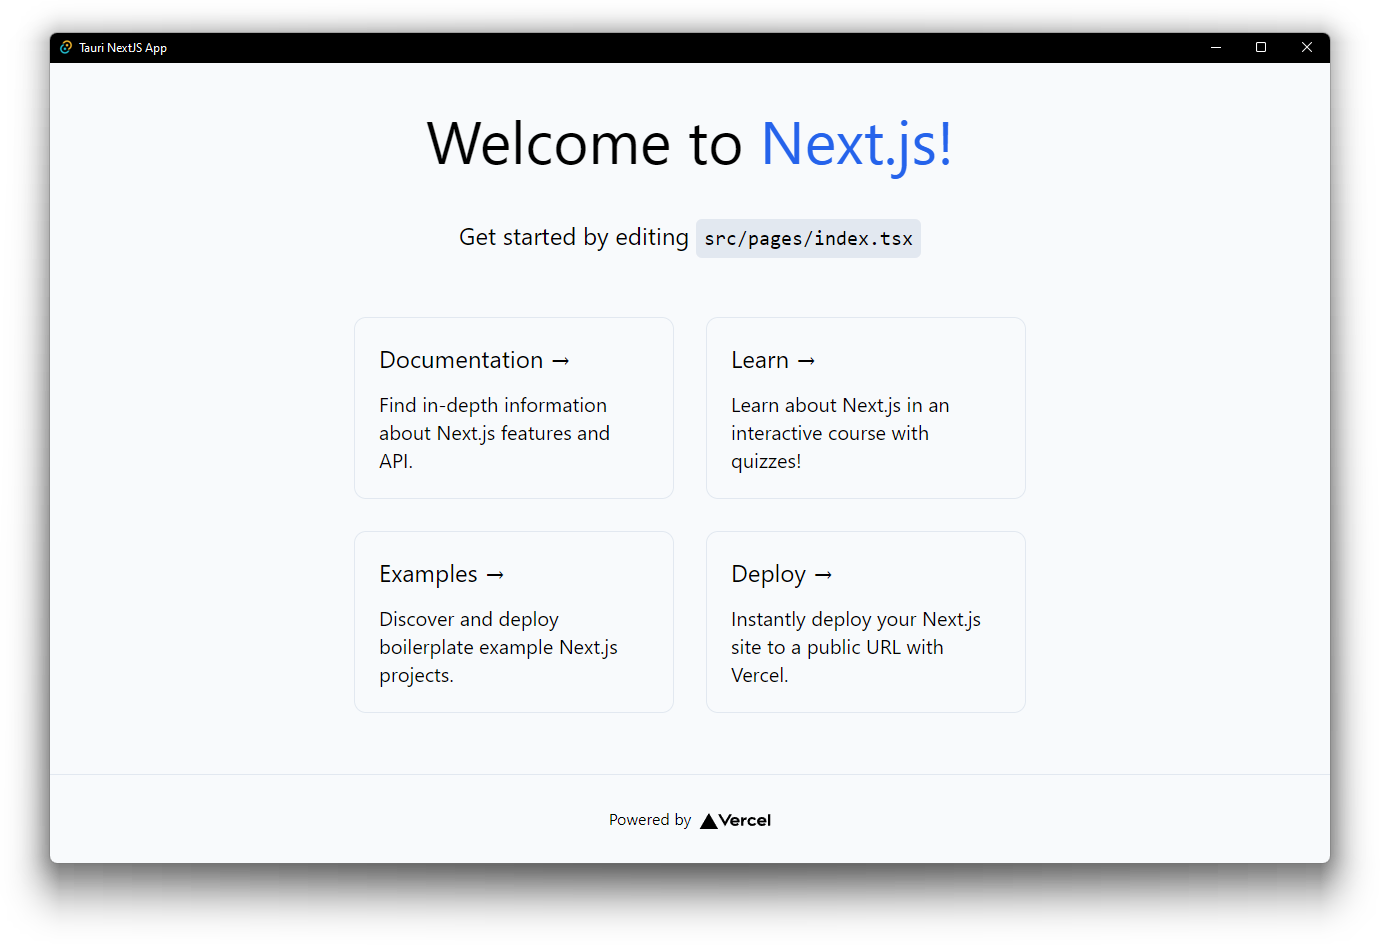 Tauri NextJS App
Welcome to Next.js!
Get started by editing src/pages/index.tsx
Documentation →
Find in-depth information
about Next.js features and
API.
Learn →
Learn about Next.js in an
interactive course with
quizzes!
Examples →
Discover and deploy
boilerplate example Next.js
projects.
Deploy →
Instantly deploy your Next.js
site to a public URL with
Vercel.
Powered by Vercel